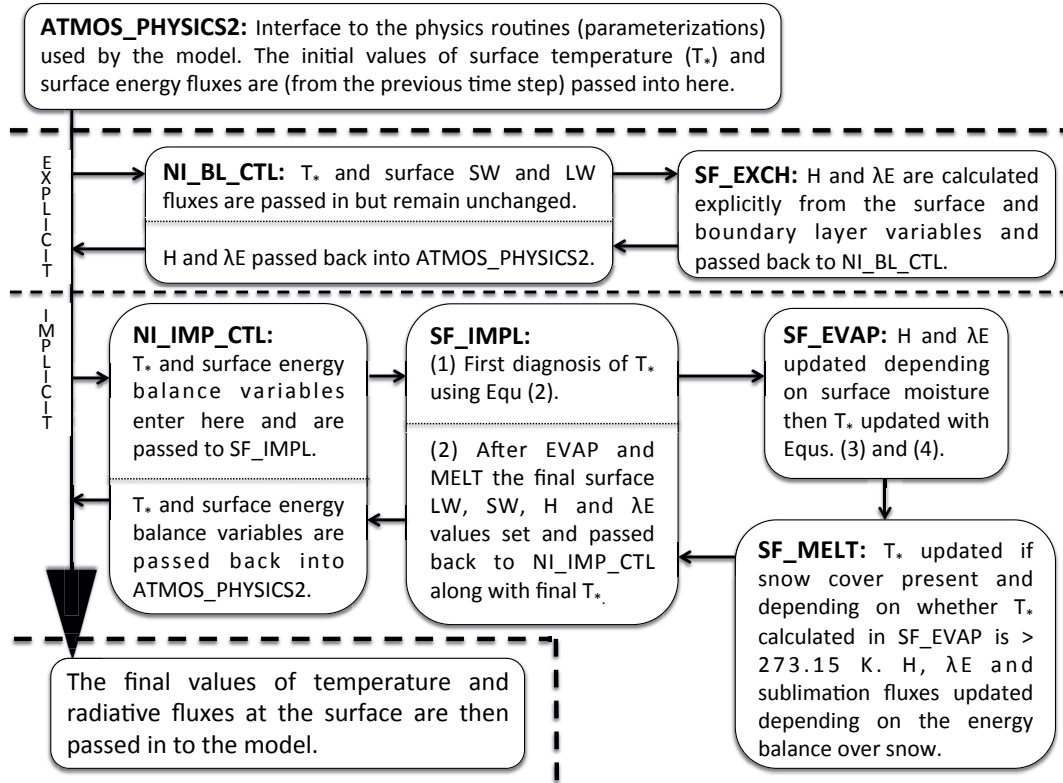 ATMOS_PHYSICS2: Interface to the physics routines (parameterizations)
used by the model. The initial values of surface temperature (T*) and
surface energy fluxes are (from the previous time step) passed into here.
EXPLICIT
NI_BL_CTL: T* and surface SW and LW
fluxes are passed in but remain unchanged.
H and λE passed back into ATMOS_PHYSICS2.
SF_EXCH: H and λE are calculated
explicitly from the surface and
boundary layer variables and
passed back to NI_BL_CTL.
IMPLICIT
NI_IMP_CTL:
T* and surface energy
balance variables
enter here and are
passed to SF_IMPL.
T* and surface energy
balance variables are
passed back into
ATMOS_PHYSICS2.
SF_IMPL:
(1) First diagnosis of T*
using Equ (2).
(2) After EVAP and
MELT the final surface
LW, SW, H and λE
values set and passed
back to NI_IMP_CTL
along with final T*.
SF_EVAP: H and λE
updated depending
on surface moisture
then T* updated with
Equs. (3) and (4).
SF_MELT: T* updated if
snow cover present and
depending on whether T*
calculated in SF_EVAP is >
273.15 K. H, λE and
sublimation fluxes updated
depending on the energy
balance over snow.
The final values of temperature and
radiative fluxes at the surface are then
passed in to the model.